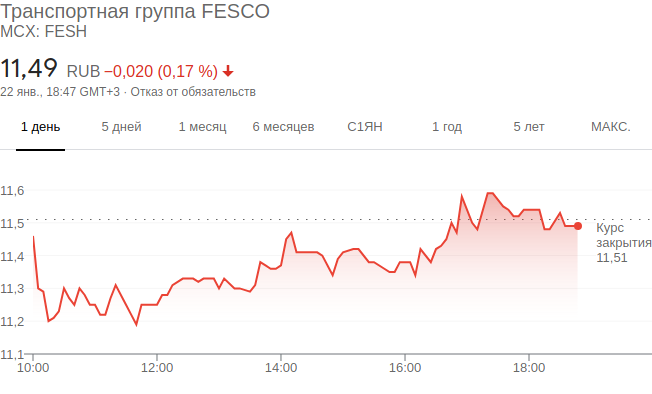 Транспортная группа FESCO
MCX: FESH
11,49 RUB −0,020 (0,17 %)
22 янв., 18:47 GMT+3 · Отказ от обязательств
1 день 5 дней 1 месяц 6 месяцев С1ЯН 1 год 5 лет МАКС.
11,6
11,5
Курс
закрытия
11,51
11,4
11,3
11,2
11,1
10:00 12:00 14:00 16:00 18:00